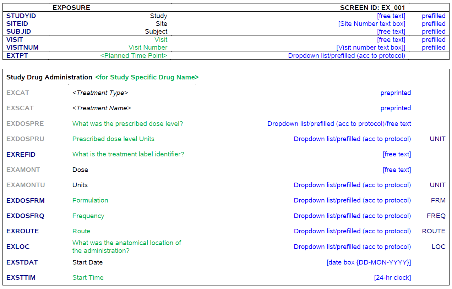 EXPOSURE SCREEN ID: EX_001
STUDYID Study [free text] prefilled
SITEID Site [Site Number text box] prefilled
SUBJID Subject [free text] prefilled
VISIT Visit [free text] prefilled
VISITNUM Visit Number [Visit number text box] prefilled
EXTPT <Planned Time Point> Dropdown list/prefilled (acc to protocol)
Study Drug Administration <for Study Specific Drug Name>
EXCAT <Treatment Type> preprinted
EXSCAT <Treatment Name> preprinted
EXDOSPRE What was the prescribed dose level? Dropdown list/prefilled (acc to protocol)/free text
EXDOSPRU Prescribed dose level Units Dropdown list/prefilled (acc to protocol) UNIT
EXREFID What is the treatment label identifier? [free text]
EXAMONT Dose [free text]
EXAMONTU Units Dropdown list/prefilled (acc to protocol) UNIT
EXDOSFRM Formulation Dropdown list/prefilled (acc to protocol) FRM
EXDOSFRQ Frequency Dropdown list/prefilled (acc to protocol) FREQ
EXROUTE Route Dropdown list/prefilled (acc to protocol) ROUTE
EXLOC What was the anatomical location of the administration? Dropdown list/prefilled (acc to protocol) LOC
EXSTDAT Start Date [date box {DD-MON-YYYY}]
EXSTTIM Start Time [24-hr clock]